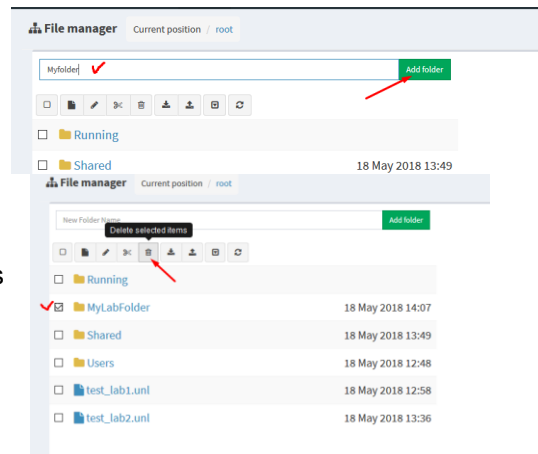 File manager Current position / root
Myfolder Add folder
Running
Shared 18 May 2018 13:49
File manager Current position / root
New Folder Name Add folder
Delete selected items
Running
MyLabFolder 18 May 2018 14:07
s
Shared 18 May 2018 13:49
Users 18 May 2018 12:48
test_lab1.unl 18 May 2018 12:58
test_lab2.unl 18 May 2018 13:36